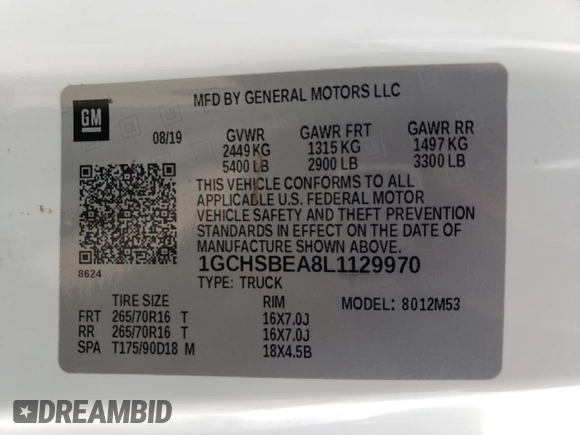 MFD BY GENERAL MOTORS LLC
GM
08/19 GVWR GAWR FRT GAWR RR
2449 KG 1315 KG 1497 KG
5400 LB 2900 LB 3300 LB
THIS VEHICLE CONFORMS TO ALL
APPLICABLE U.S. FEDERAL MOTOR
VEHICLE SAFETY AND THEFT PREVENTION
STANDARDS IN EFFECT ON THE DATE OF
MANUFACTURE SHOWN ABOVE.
8624
1GCHSBEA8L1129970
TYPE: TRUCK
TIRE SIZE RIM MODEL: 8012M53
FRT 265/70R16 T 16X7.0J
RR 265/70R16 T 16X7.0J
SPA T175/90D18 M 18X4.5B
DREAMBID